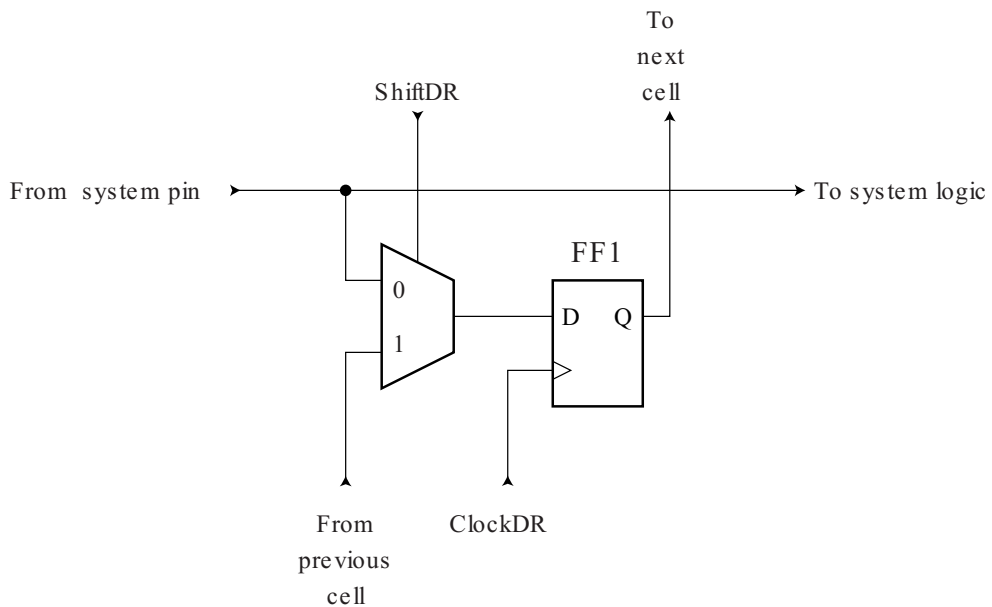 To
next
cell
ShiftDR
From system pin
To system logic
FF1
0
D Q
1
From
previous
cell
ClockDR